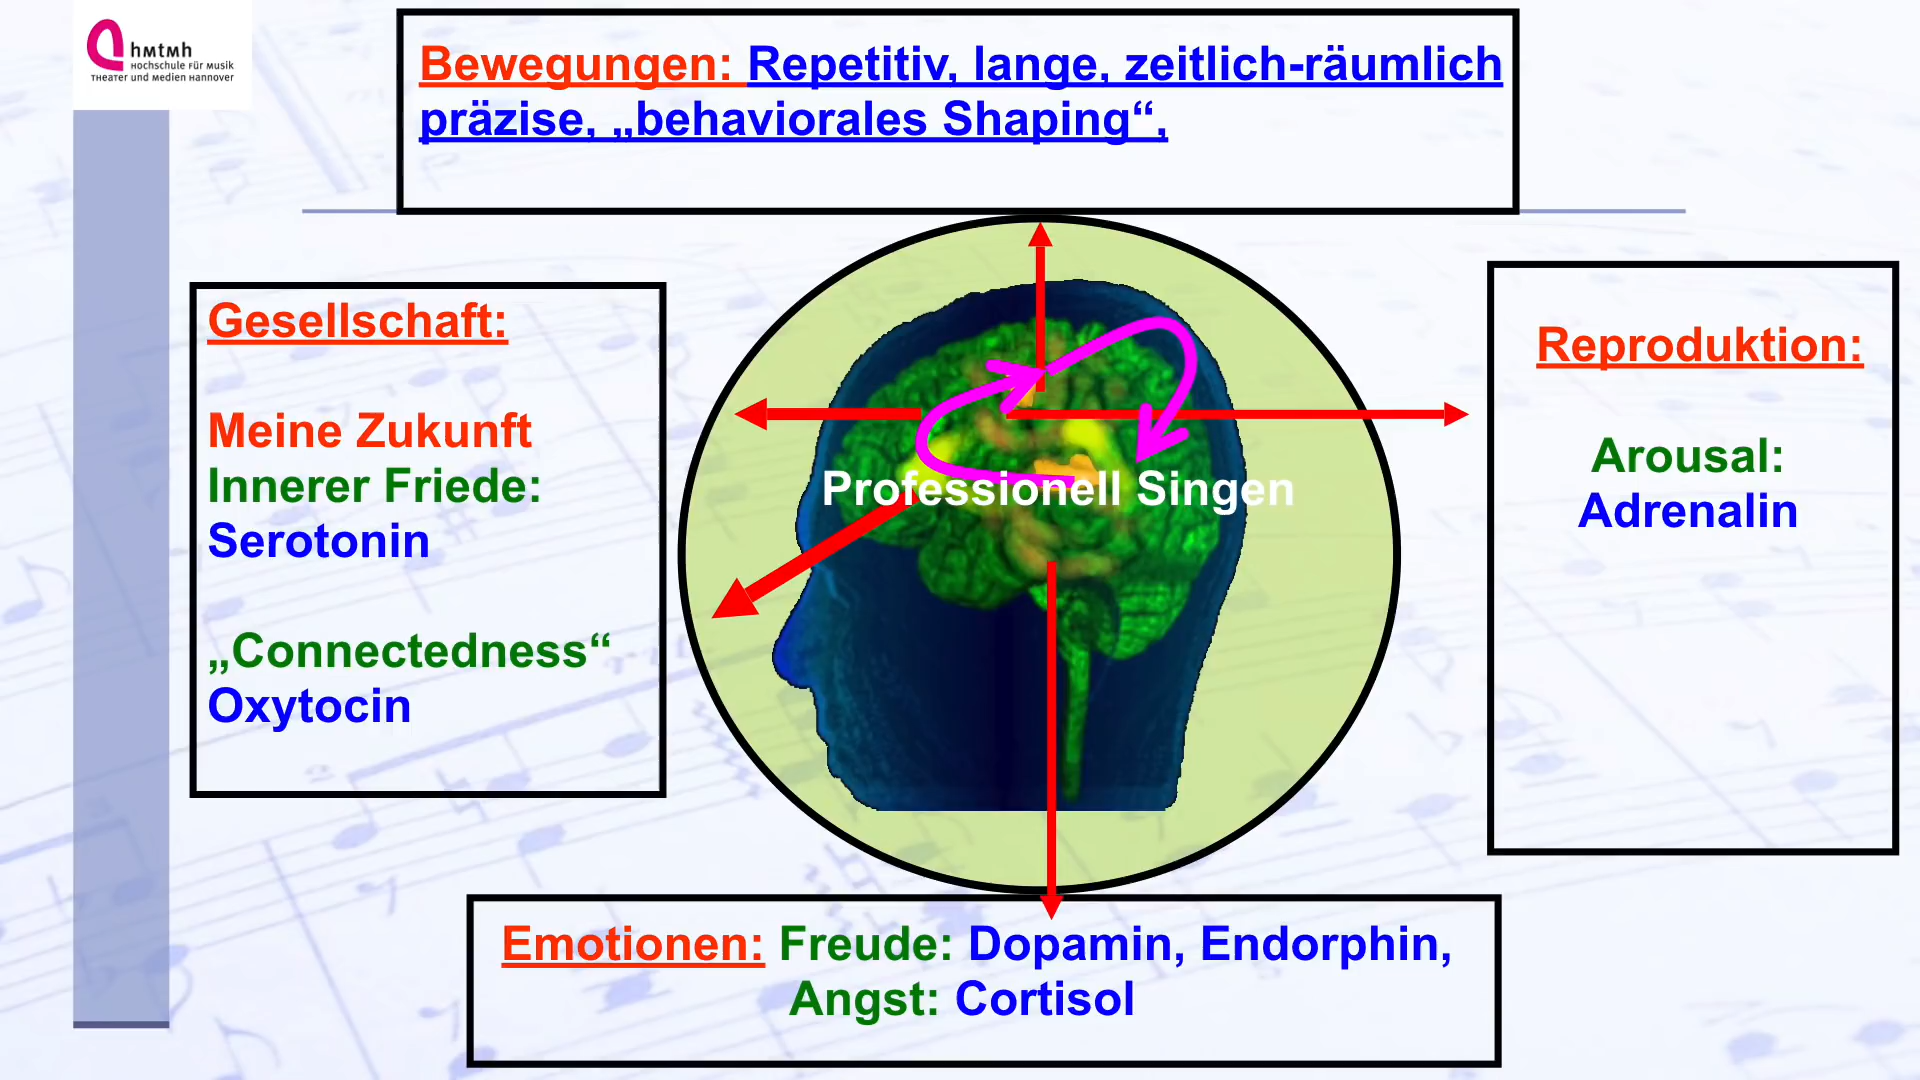 hmtmh
Hochschule für Musik
Theater und Medien Hannover
Bewegungen: Repetitiv, lange, zeitlich-räumlich
präzise, „behaviorales Shaping“,
Gesellschaft:
Meine Zukunft
Innerer Friede:
Serotonin
„Connectedness“
Oxytocin
Professionell Singen
Reproduktion:
Arousal:
Adrenalin
Emotionen: Freude: Dopamin, Endorphin,
Angst: Cortisol